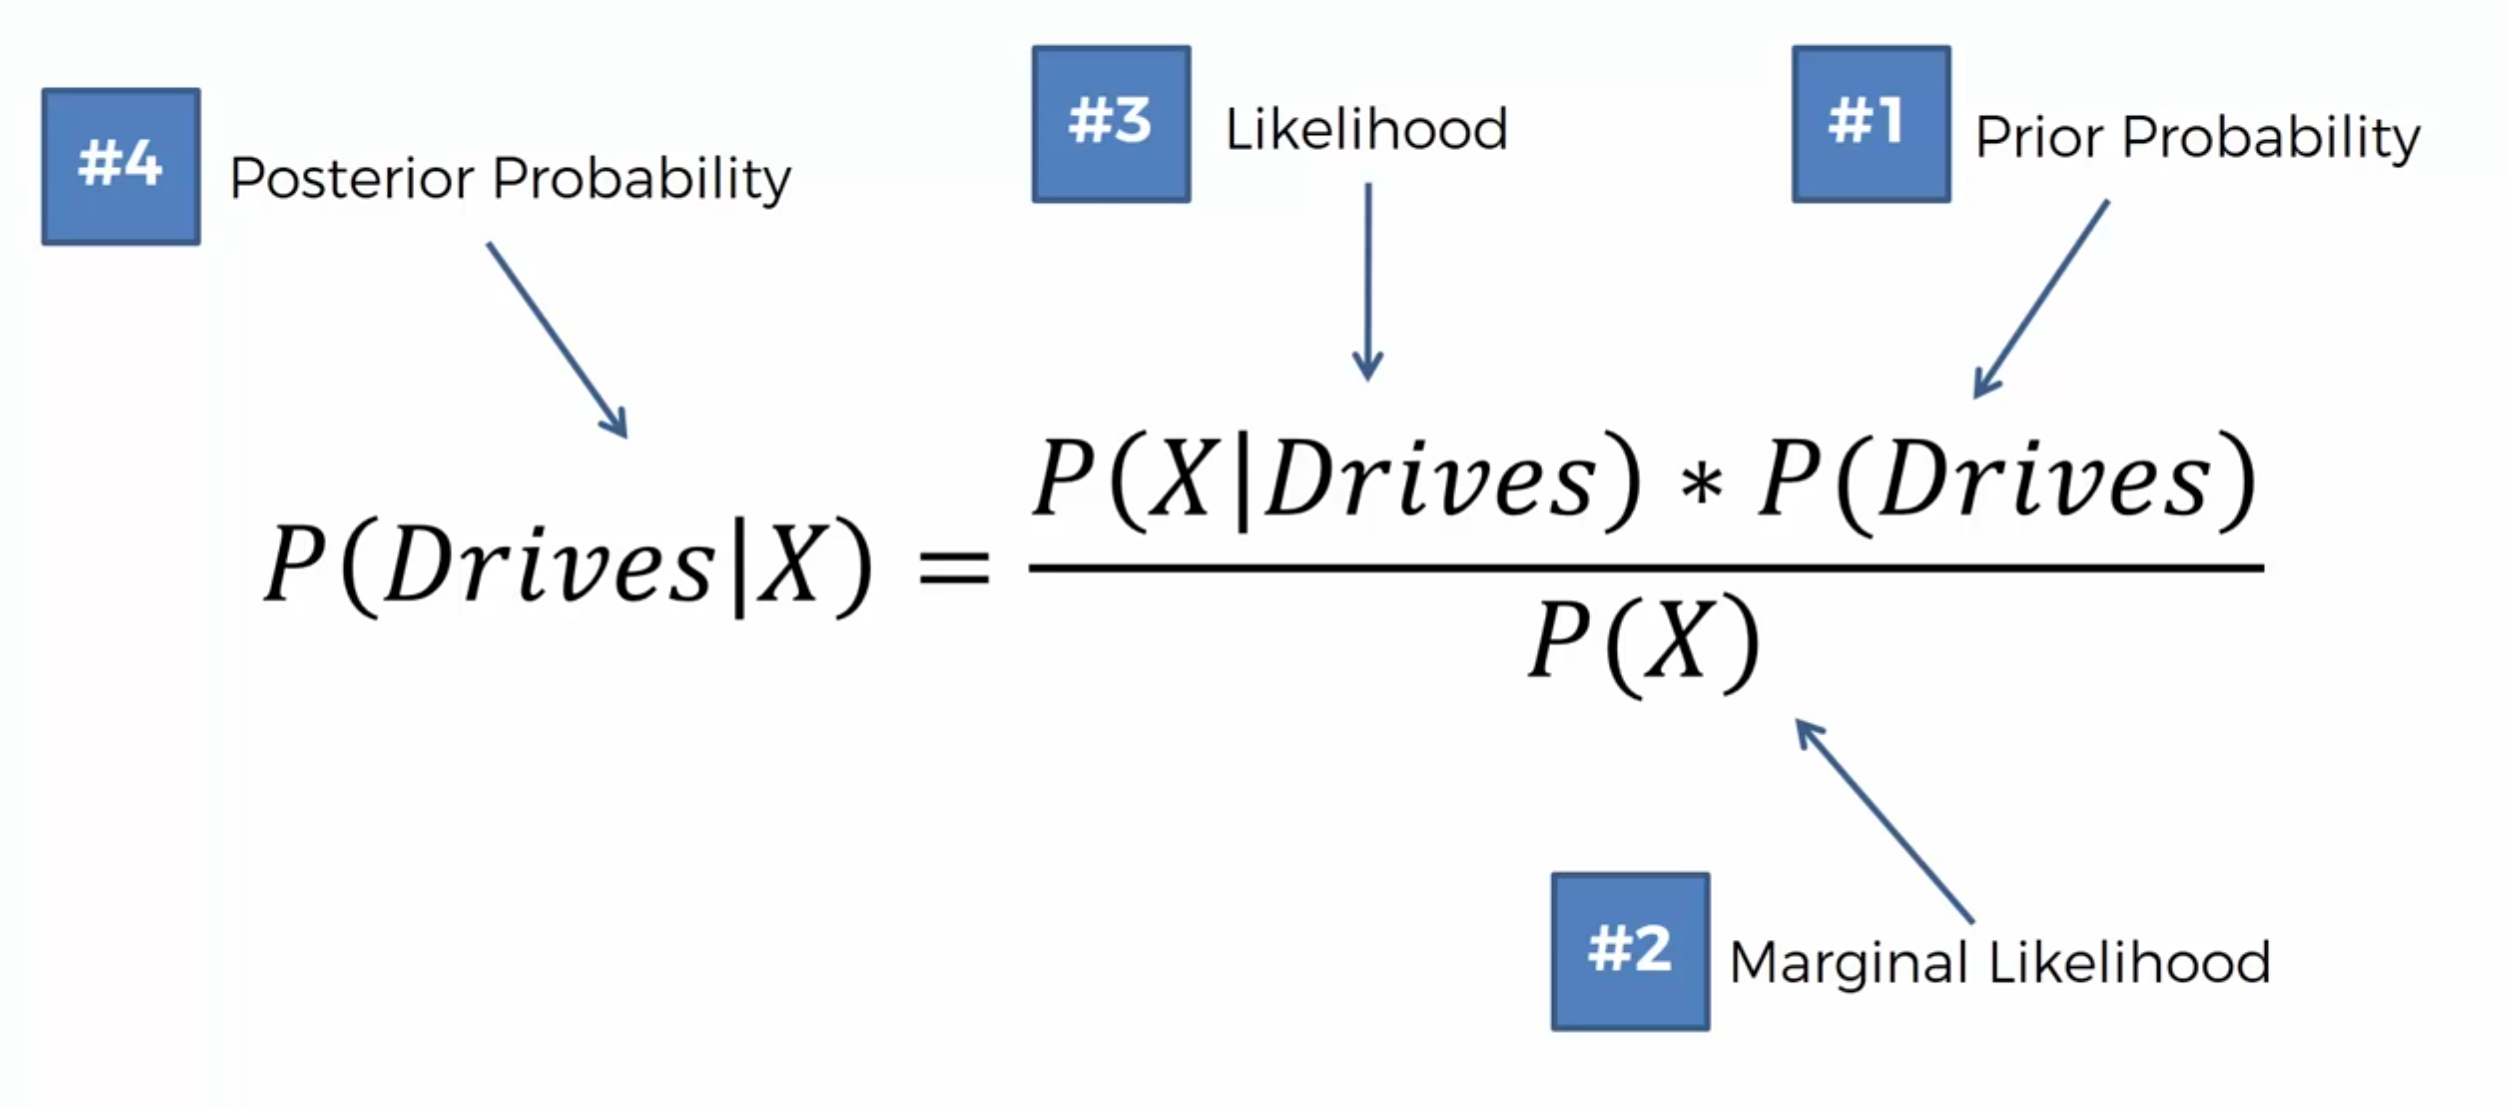 #4 Posterior Probability
#3 Likelihood
#1 Prior Probability
P(Drives|X) = P(X|Drives) * P(Drives)
P(X)
#2 Marginal Likelihood